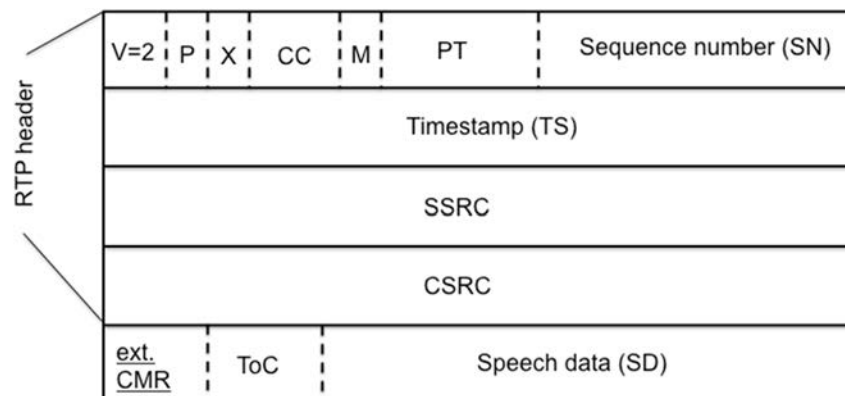 V=2 P X CC M PT Sequence number (SN)
Timestamp (TS)
RTP header
SSRC
CSRC
ext.
CMR ToC Speech data (SD)